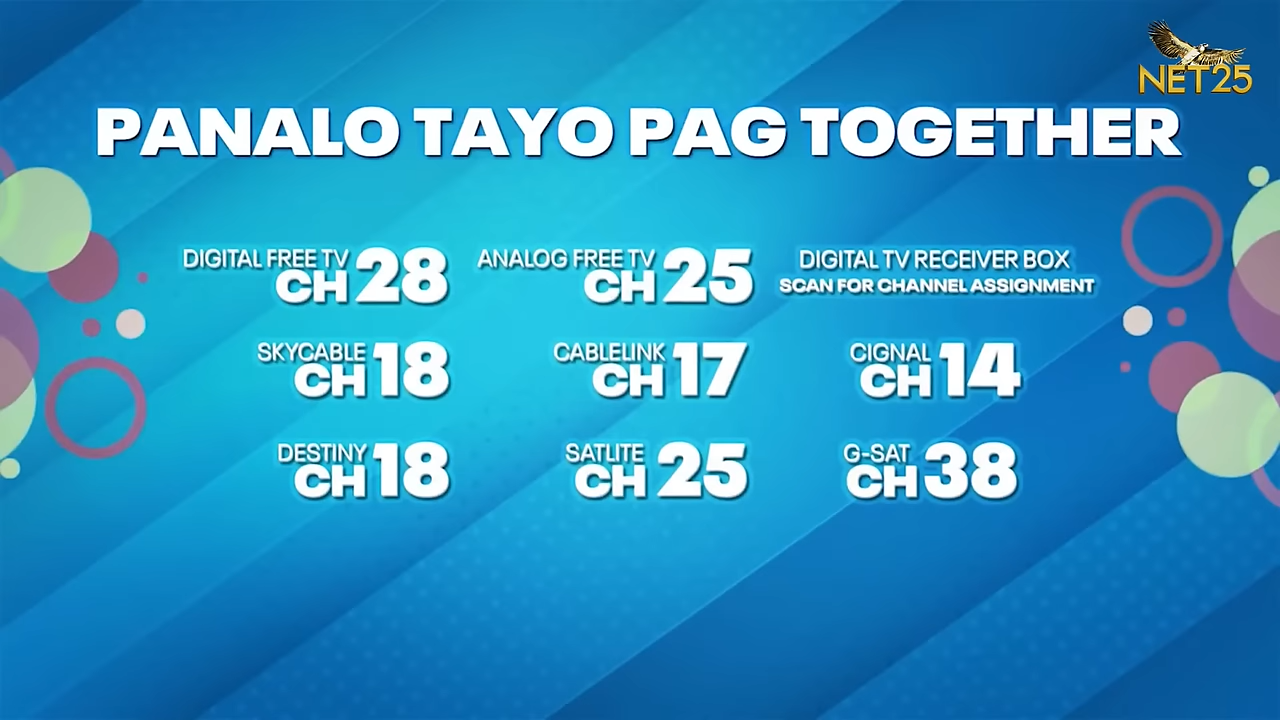 NET25
PANALO TAYO PAG TOGETHER
DIGITAL FREE TV
CH 28
ANALOG FREE TV
CH 25
DIGITAL TV RECEIVER BOX
SCAN FOR CHANNEL ASSIGNMENT
SKYCABLE
CH 18
CABLELINK
CH 17
CIGNAL
CH 14
DESTINY
CH 18
SATLITE
CH 25
G-SAT
CH 38